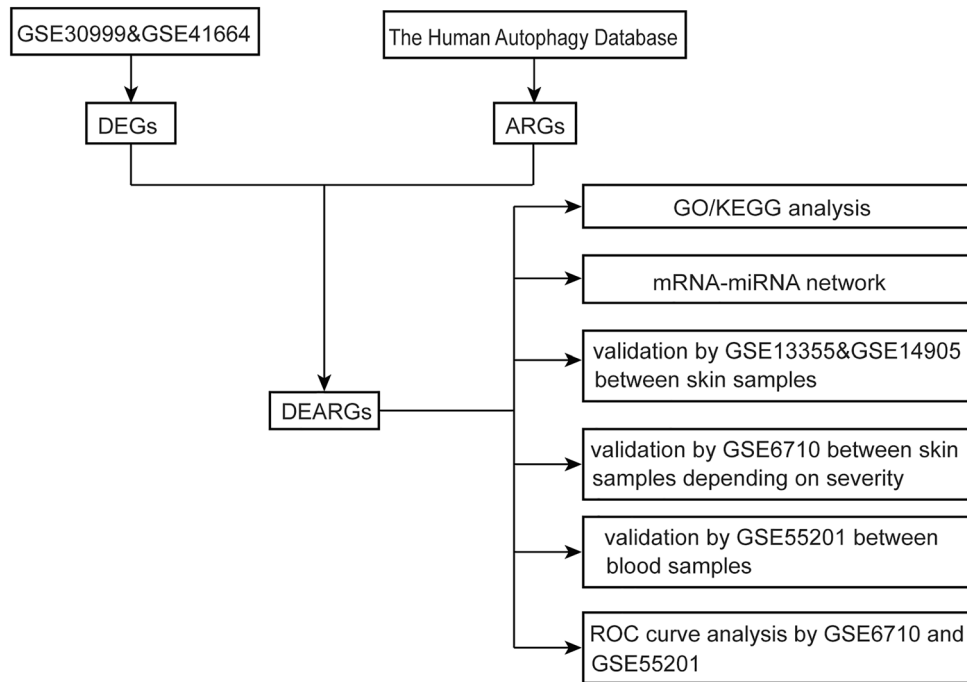 GSE30999&GSE41664
The Human Autophagy Database
DEGs
ARGs
GO/KEGG analysis
mRNA-miRNA network
validation by GSE13355&GSE14905
between skin samples
DEARGs
validation by GSE6710 between skin
samples depending on severity
validation by GSE55201 between
blood samples
ROC curve analysis by GSE6710 and
GSE55201